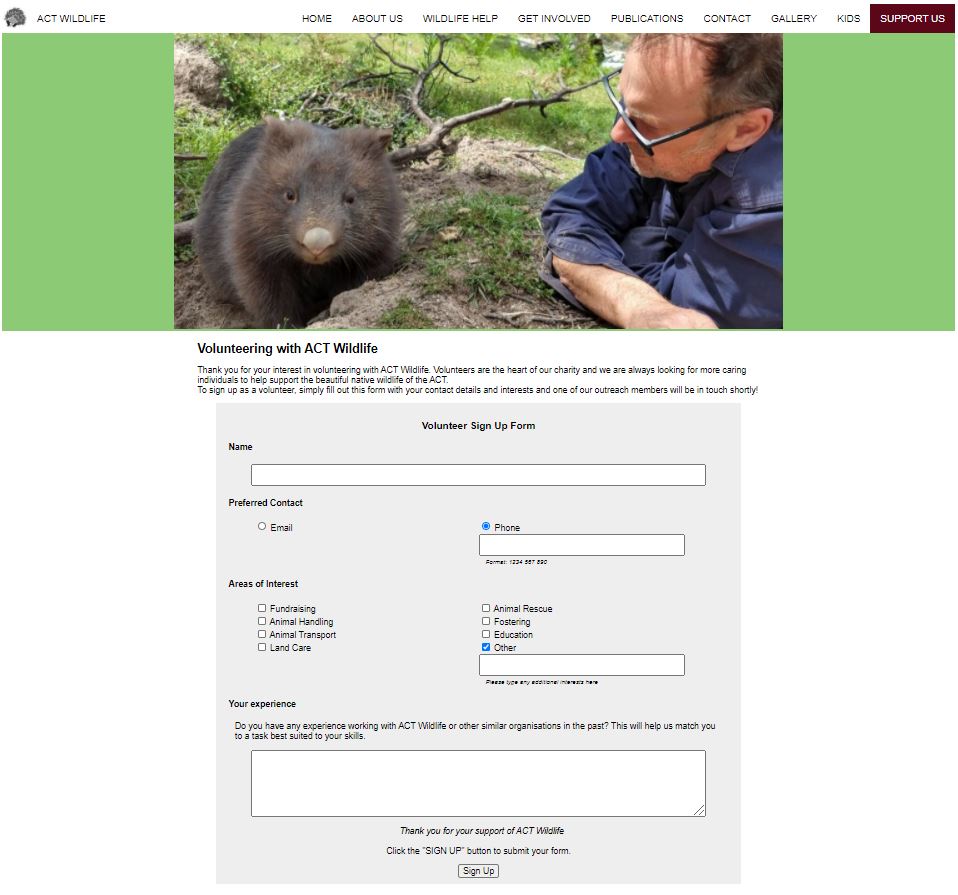 ACT WILDLIFE HOME ABOUT US WILDLIFE HELP GET INVOLVED PUBLICATIONS CONTACT GALLERY KIDS SUPPORT US
Volunteering with ACT Wildlife
Thank you for your interest in volunteering with ACT Wildlife. Volunteers are the heart of our charity and we are always looking for more caring
individuals to help support the beautiful native wildlife of the ACT.
To sign up as a volunteer, simply fill out this form with your contact details and interests and one of our outreach members will be in touch shortly!
Volunteer Sign Up Form
Name
Preferred Contact
Email Phone
Format: 1234 567 890
Areas of Interest
Fundraising Animal Rescue
Animal Handling Fostering
Animal Transport Education
Land Care Other
Please type any additional interests here
Your experience
Do you have any experience working with ACT Wildlife or other similar organisations in the past? This will help us match you
to a task best suited to your skills.
Thank you for your support of ACT Wildlife
Click the "SIGN UP" button to submit your form.
Sign Up